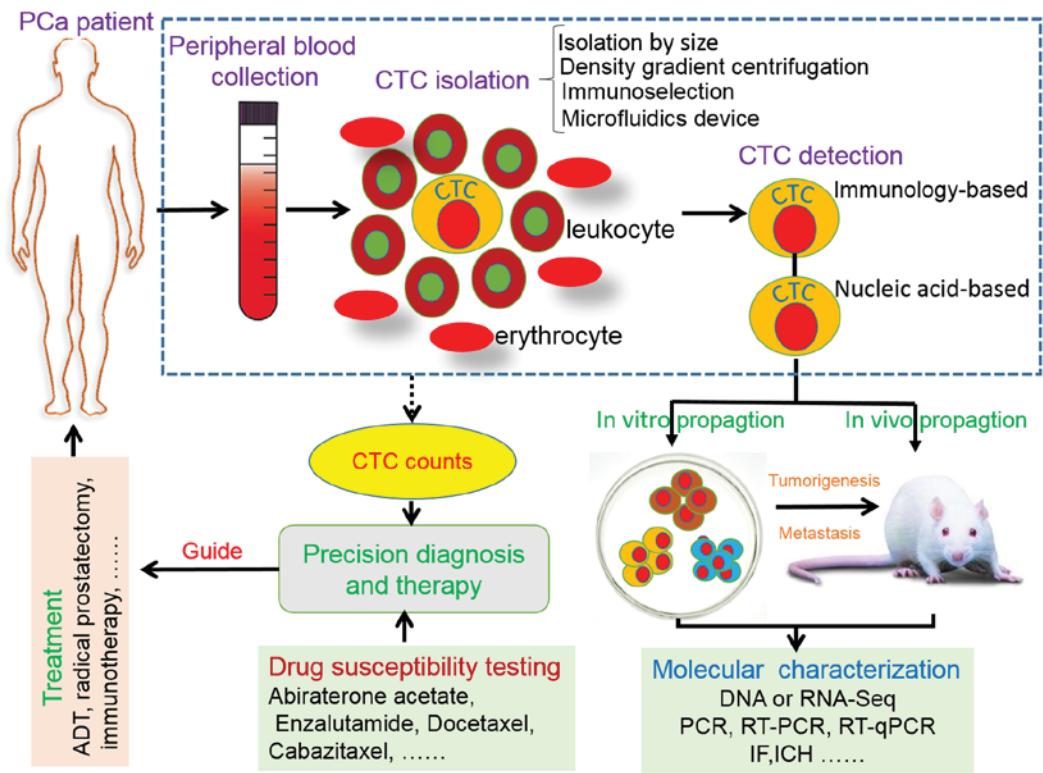 PCa patient
Peripheral blood
collection
CTC isolation
Isolation by size
Density gradient centrifugation
Immunoselection
Microfluidics device
CTC
leukocyte
erythrocyte
CTC detection
CTC
Immunology-based
CTC
Nucleic acid-based
In vitro propagtion
In vivo propagtion
CTC counts
Tumorigenesis
Metastasis
Guide
Precision diagnosis
and therapy
Treatment
ADT, radical prostatectomy,
immunotherapy, ……
Drug susceptibility testing
Abiraterone acetate,
Enzalutamide, Docetaxel,
Cabazitaxel, ……
Molecular characterization
DNA or RNA-Seq
PCR, RT-PCR, RT-qPCR
IF,ICH ……